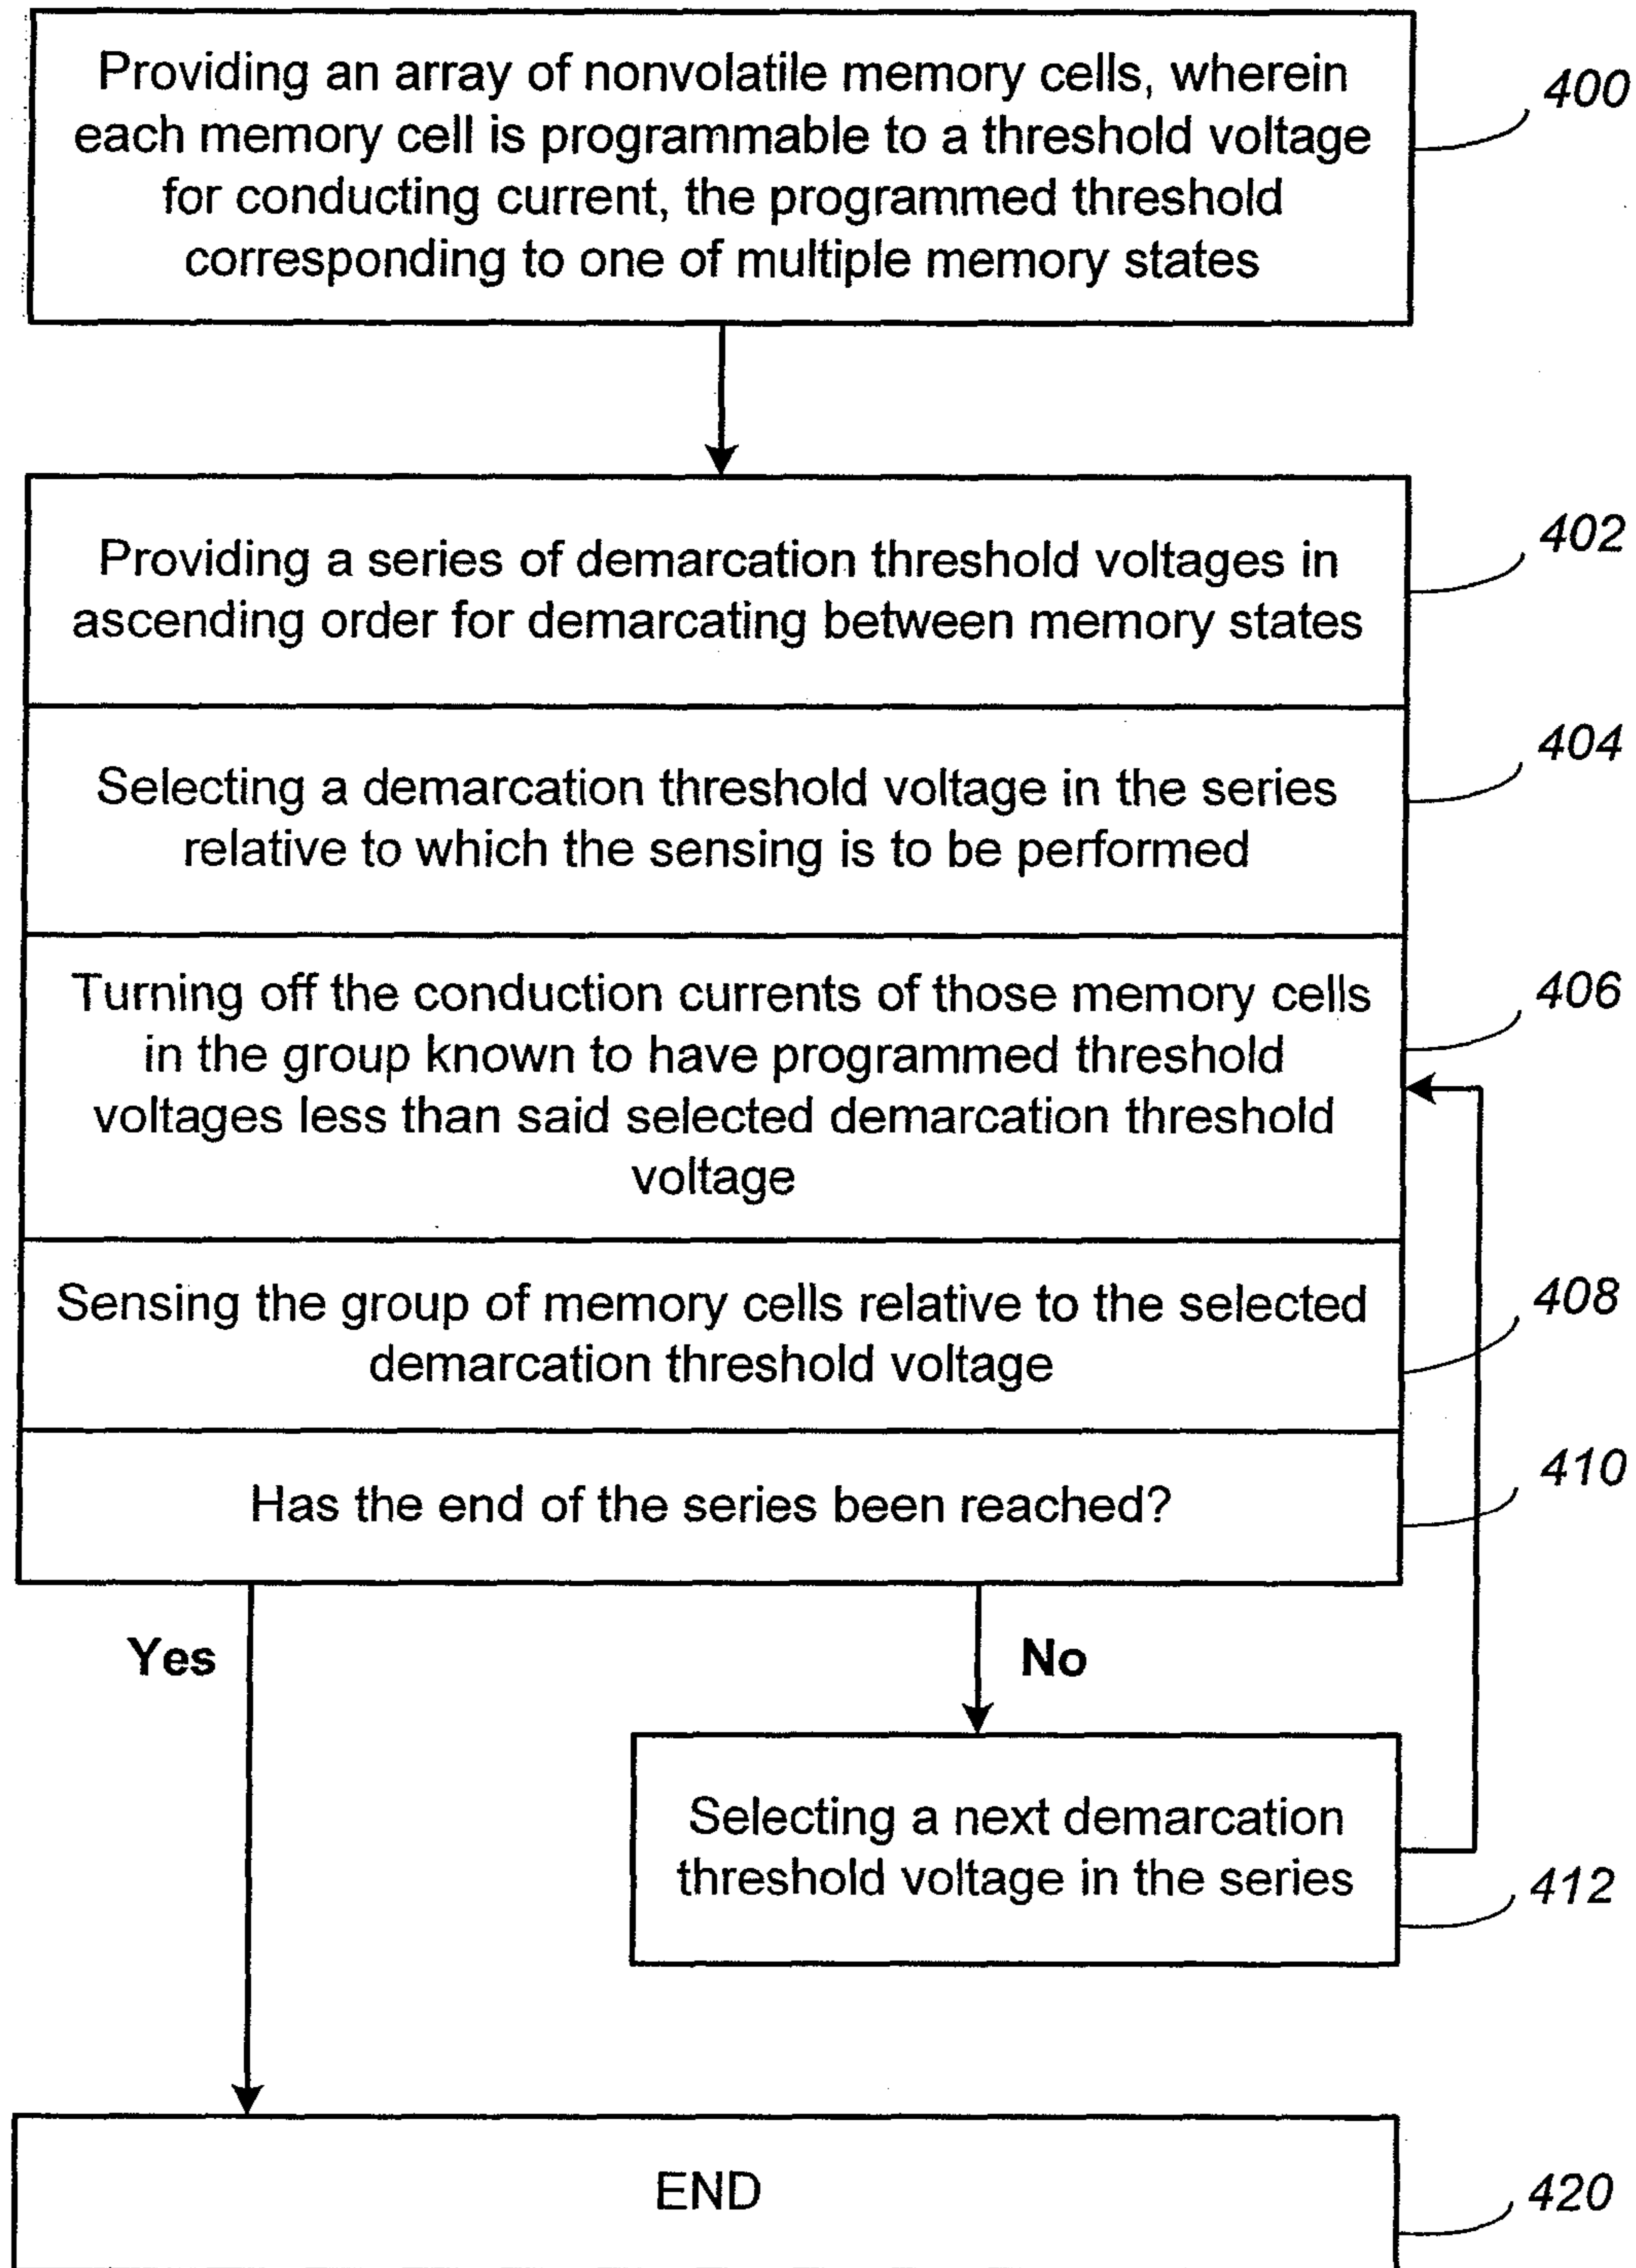 Providing an array of nonvolatile memory cells, wherein
each memory cell is programmable to a threshold voltage
for conducting current, the programmed threshold
corresponding to one of multiple memory states
400
Providing a series of demarcation threshold voltages in
ascending order for demarcating between memory states
402
Selecting a demarcation threshold voltage in the series
relative to which the sensing is to be performed
404
Turning off the conduction currents of those memory cells
in the group known to have programmed threshold
voltages less than said selected demarcation threshold
voltage
406
Sensing the group of memory cells relative to the selected
demarcation threshold voltage
408
Has the end of the series been reached?
410
Yes
No
Selecting a next demarcation
threshold voltage in the series
412
END
420